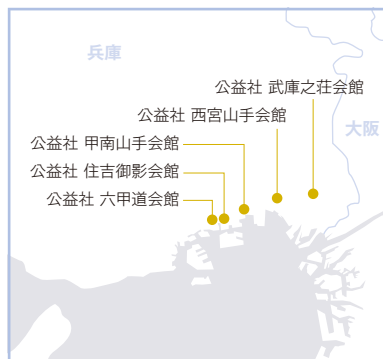 兵庫
公益社 武庫之荘会館
公益社 西宮山手会館
大阪
公益社 甲南山手会館
公益社 住吉御影会館
公益社 六甲道会館